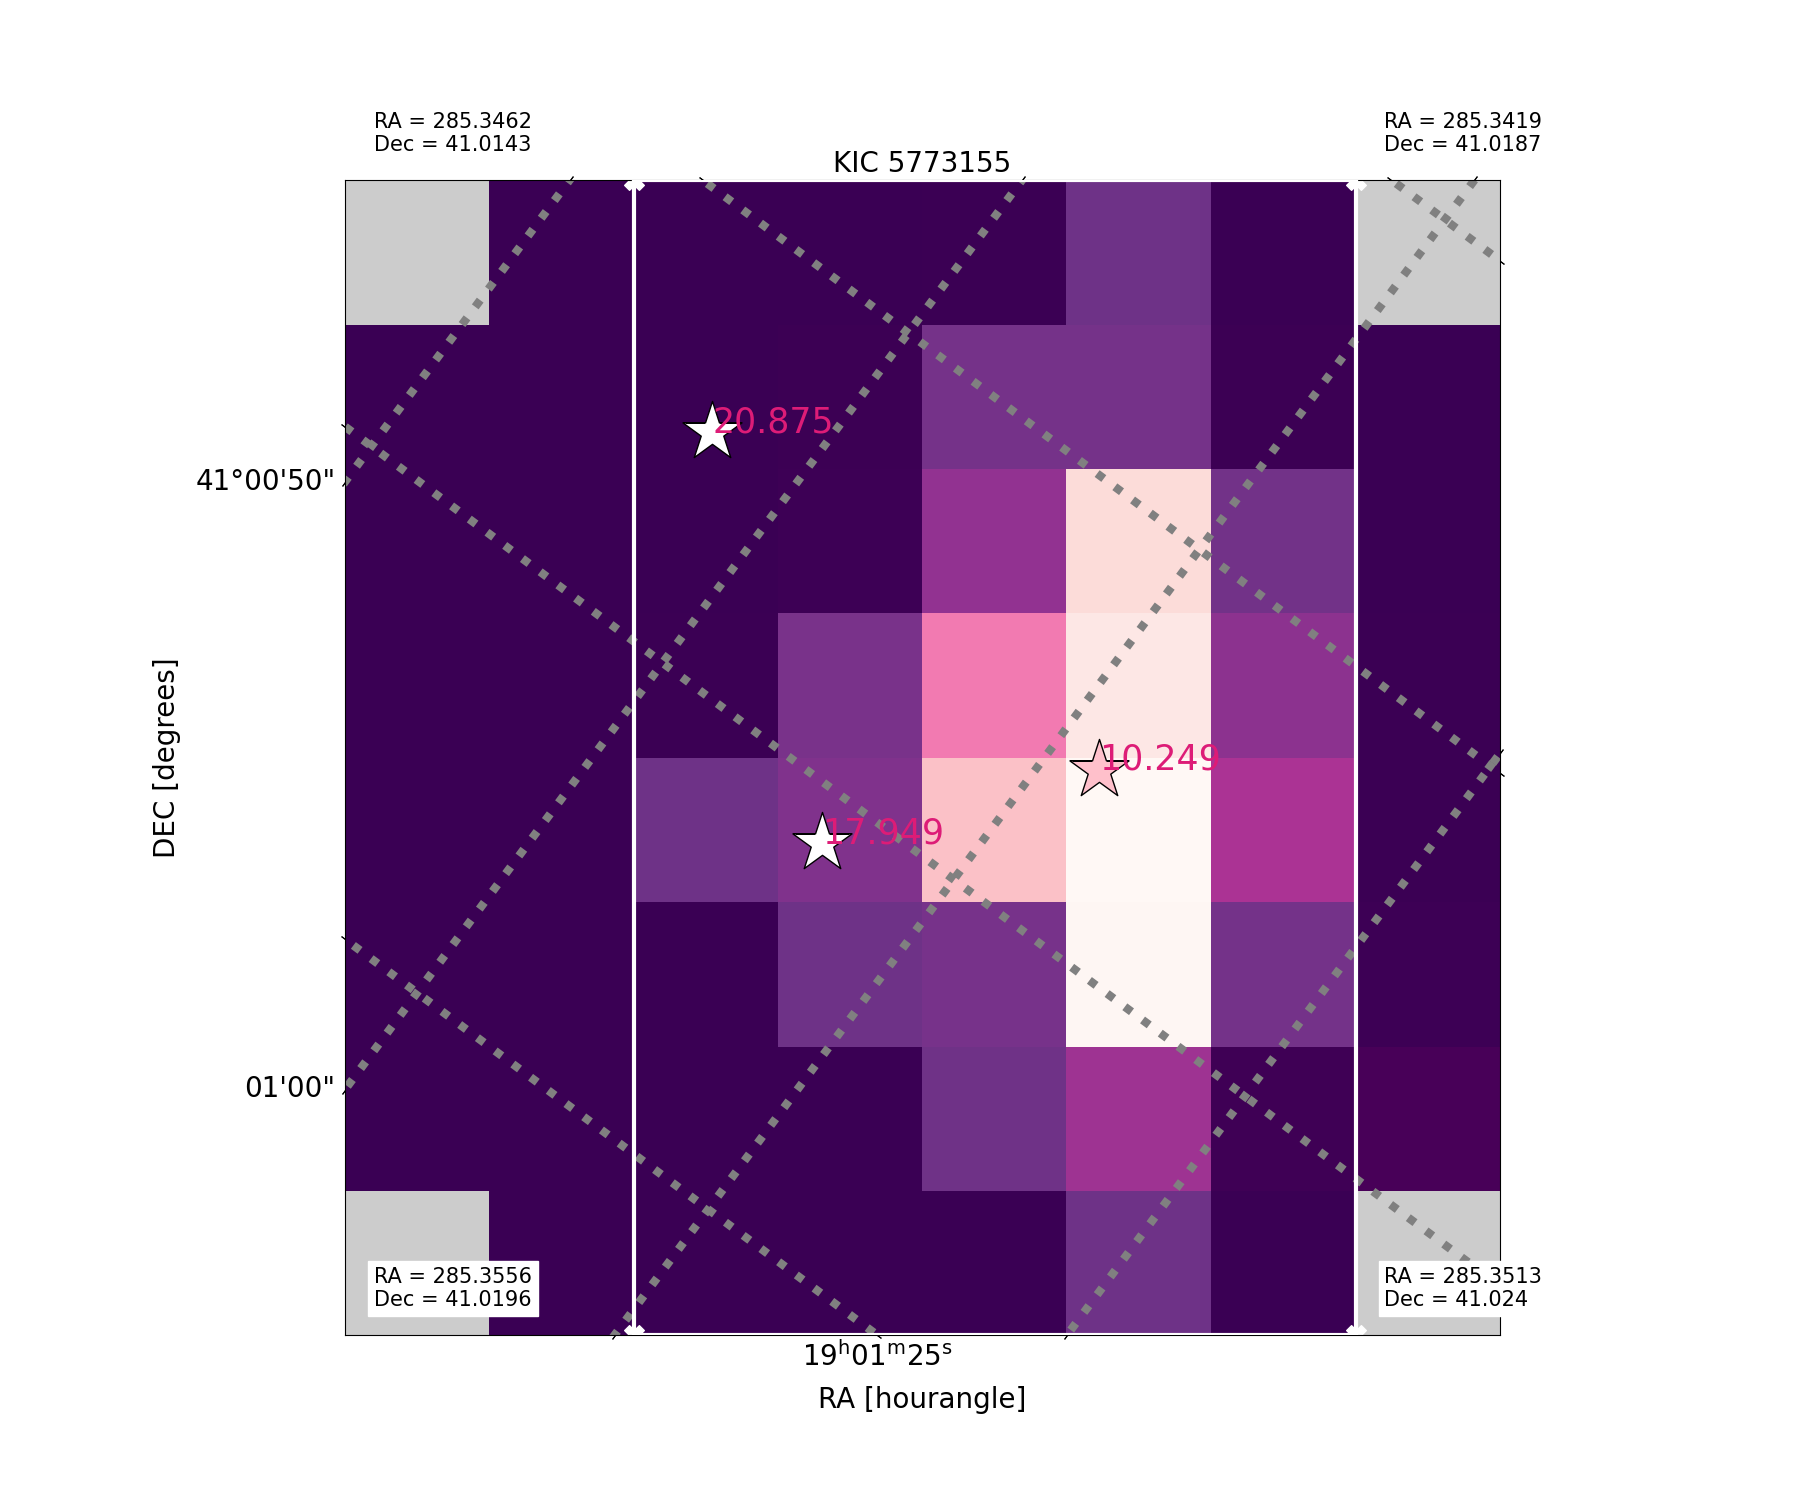 RA = 285.3462
Dec = 41.0143
RA = 285.3419
Dec = 41.0187
KIC 5773155
20.875
41°00'50"
10.249
17.949
DEC [degrees]
01'00"
RA = 285.3556
Dec = 41.0196
RA = 285.3513
Dec = 41.024
19ʰ01ᵐ25ˢ
RA [hourangle]